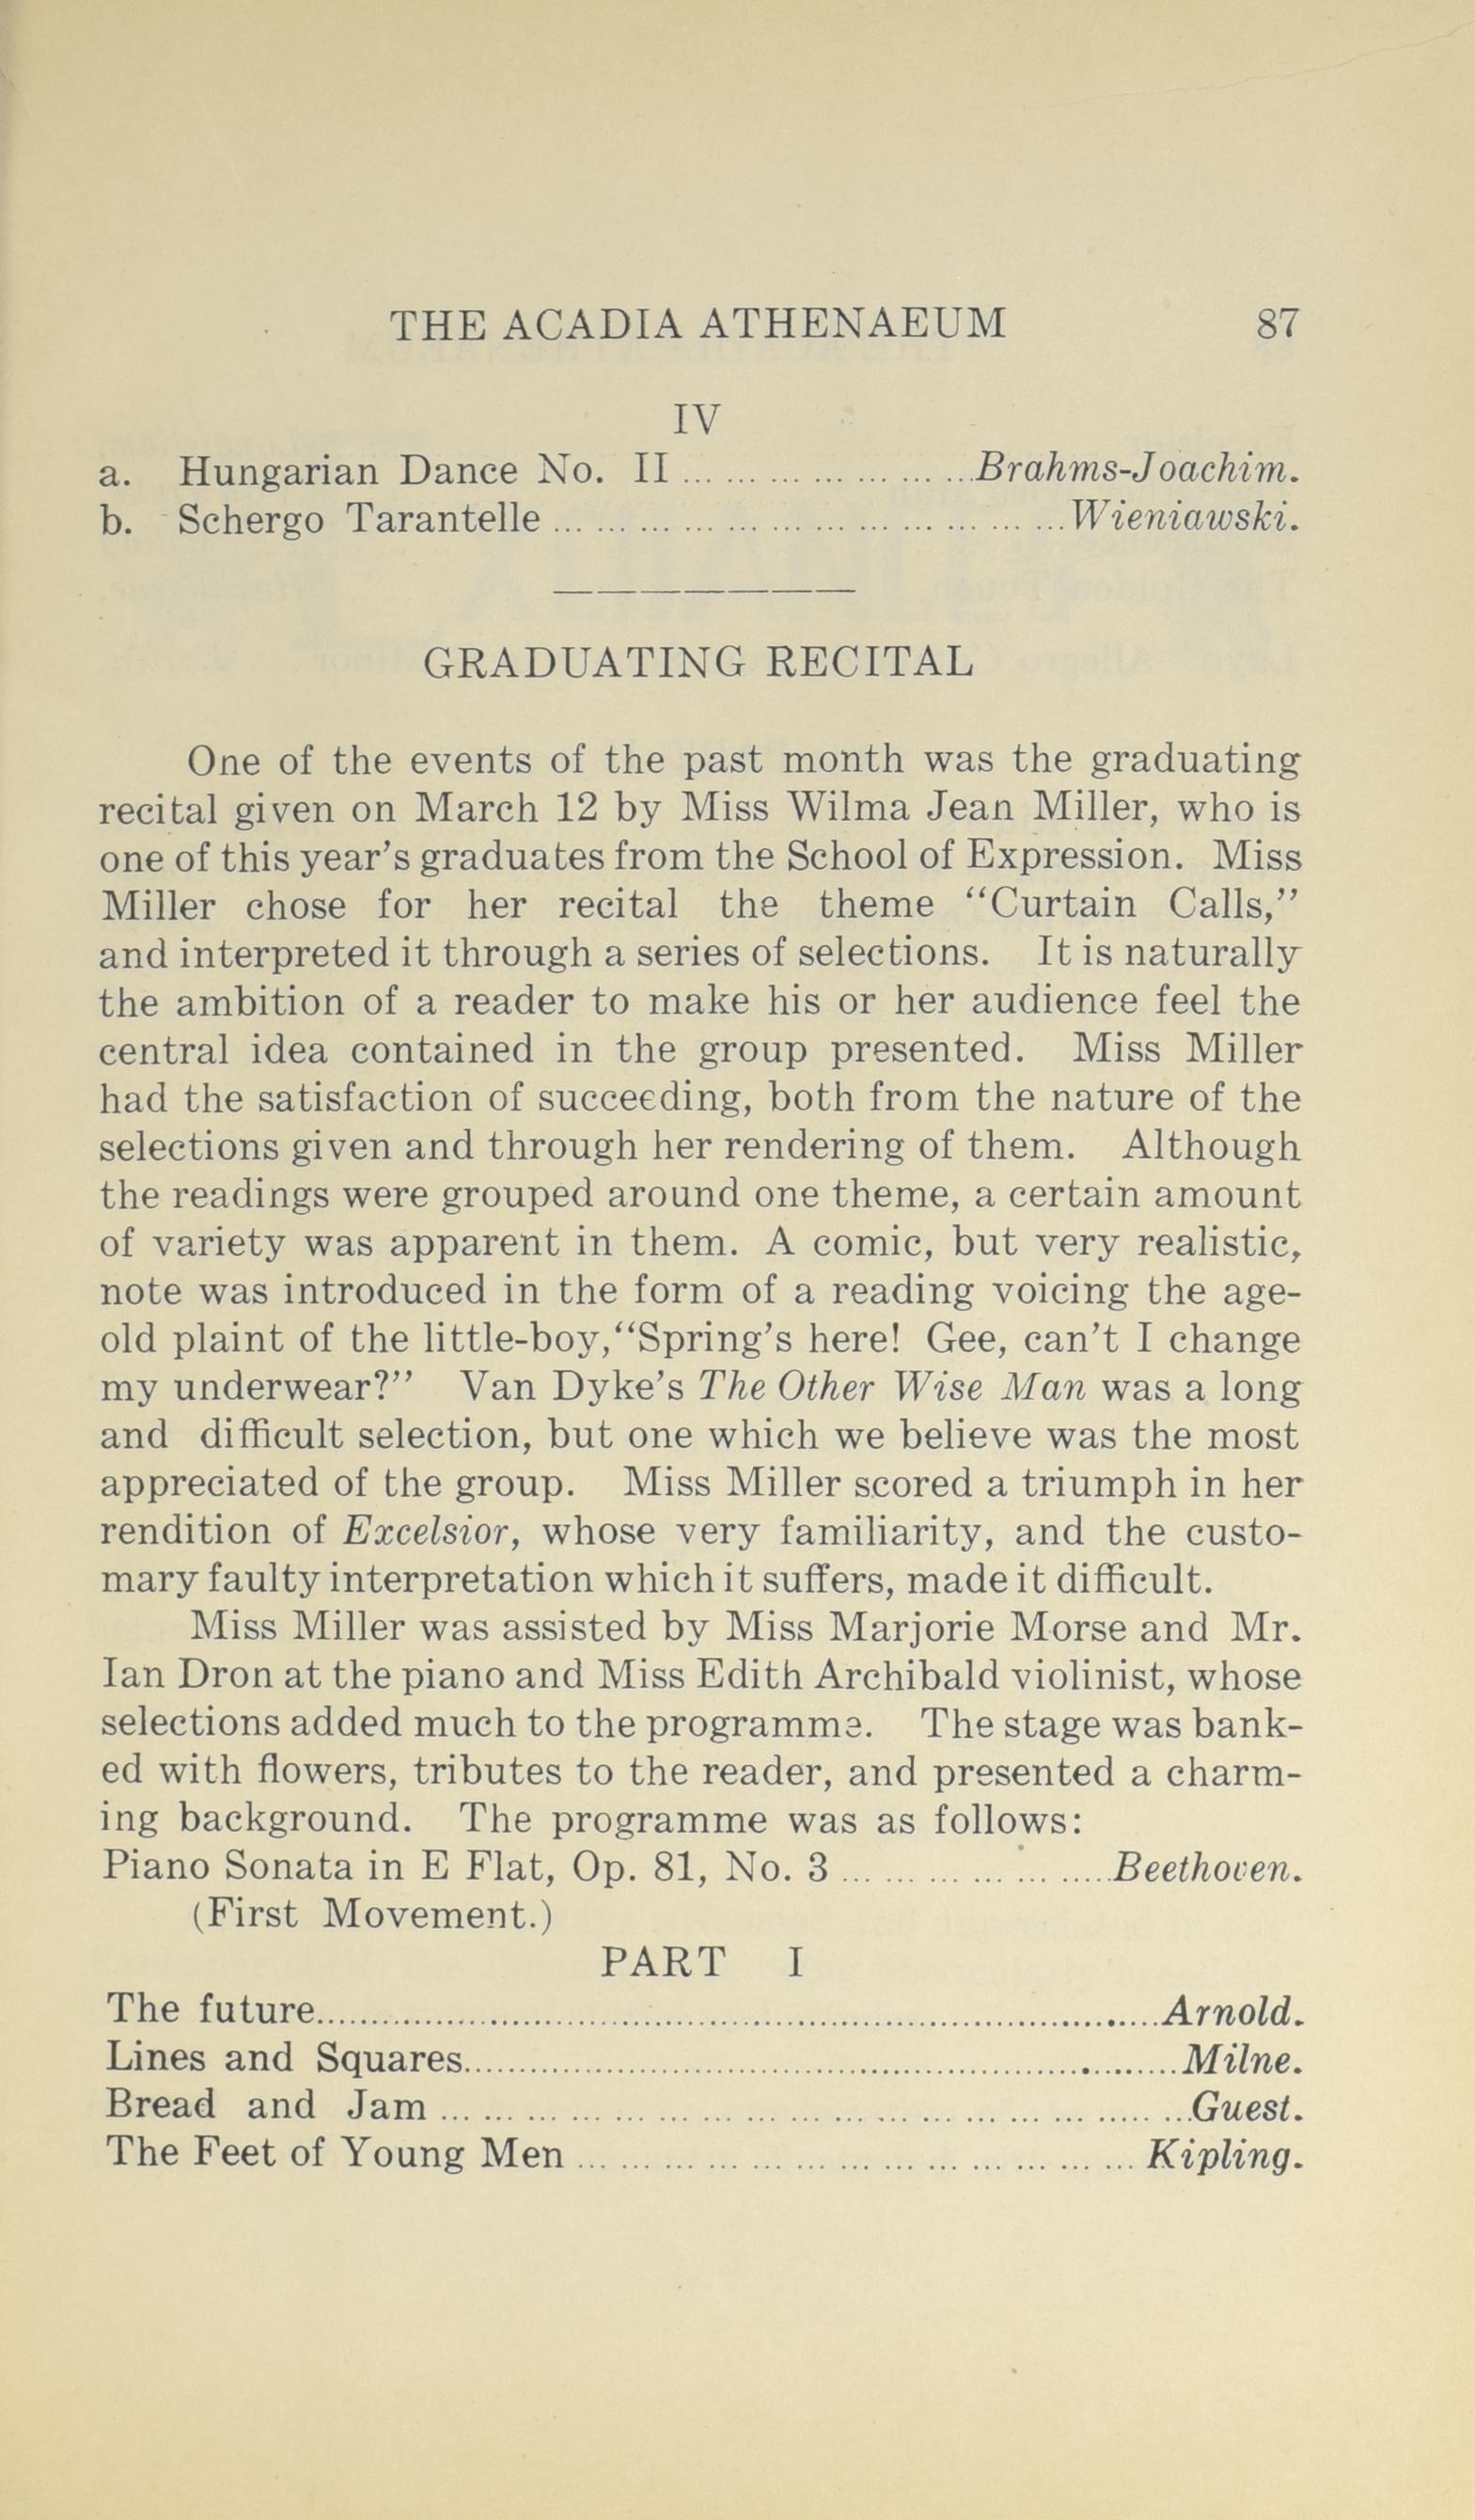 THE ACADIA ATHENAEUM 87
IV
a. Hungarian Dance No. II ... ... ... ... ... ... ... Brahms-Joachim.
b. Schergo Tarantelle ... ... ... ... ... ... ... ... ... ... ... ... Wieniawski.
GRADUATING RECITAL
One of the events of the past month was the graduating
recital given on March 12 by Miss Wilma Jean Miller, who is
one of this year's graduates from the School of Expression. Miss
Miller chose for her recital the theme “Curtain Calls,”
and interpreted it through a series of selections. It is naturally
the ambition of a reader to make his or her audience feel the
central idea contained in the group presented. Miss Miller
had the satisfaction of succeeding, both from the nature of the
selections given and through her rendering of them. Although
the readings were grouped around one theme, a certain amount
of variety was apparent in them. A comic, but very realistic,
note was introduced in the form of a reading voicing the age-
old plaint of the little-boy,“Spring's here! Gee, can't I change
my underwear?” Van Dyke's The Other Wise Man was a long
and difficult selection, but one which we believe was the most
appreciated of the group. Miss Miller scored a triumph in her
rendition of Excelsior, whose very familiarity, and the custo-
mary faulty interpretation which it suffers, made it difficult.
Miss Miller was assisted by Miss Marjorie Morse and Mr.
Ian Dron at the piano and Miss Edith Archibald violinist, whose
selections added much to the programme. The stage was bank-
ed with flowers, tributes to the reader, and presented a charm-
ing background. The programme was as follows:
Piano Sonata in E Flat, Op. 81, No. 3 ... ... ... ... ... ...... Beethoven.
(First Movement.)
PART I
The future.................................................................................... Arnold.
Lines and Squares........................................................................ Milne.
Bread and Jam ... ... ... ... ... ... ... ... ... ... ... ... ... ... ... ... ... Guest.
The Feet of Young Men ... ... ... ... ... ... ... ... ... ... ... ... ... Kipling.